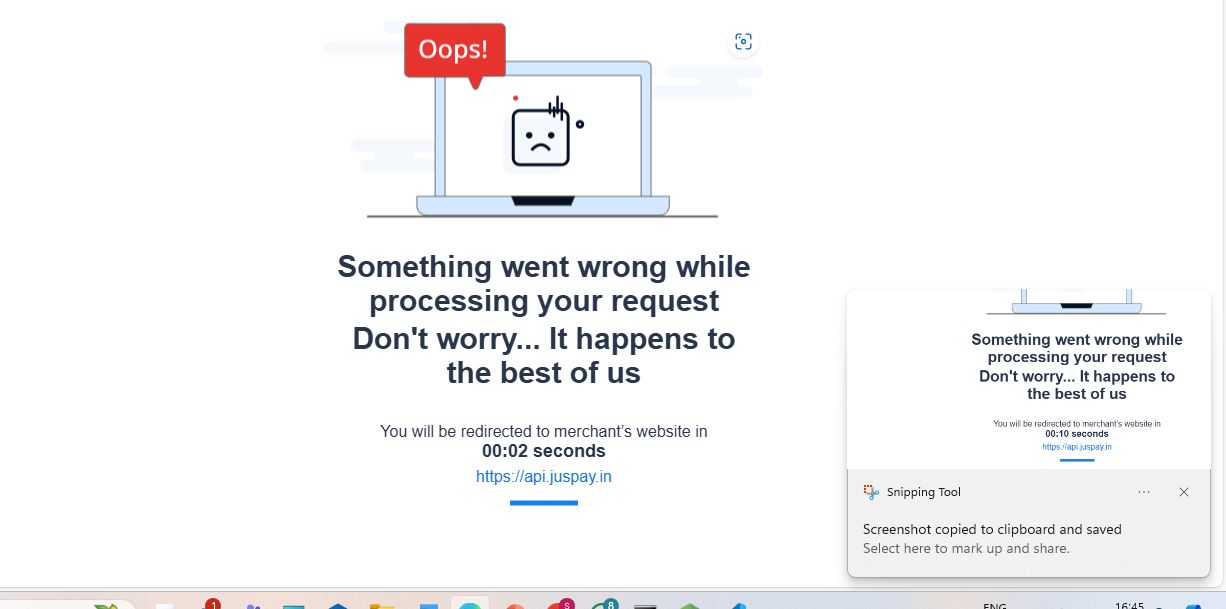 Oops!
Something went wrong while
processing your request
Don't worry... It happens to
the best of us
You will be redirected to merchant's website in
00:02 seconds
https://api.juspay.in
Something went wrong while
processing your request
Don't worry... It happens to
the best of us
You will be redirected to merchant's website in
00:10 seconds
https://api.juspay.in
Snipping Tool
Screenshot copied to clipboard and saved
Select here to mark up and share.
1
S
8
ENG
16:45